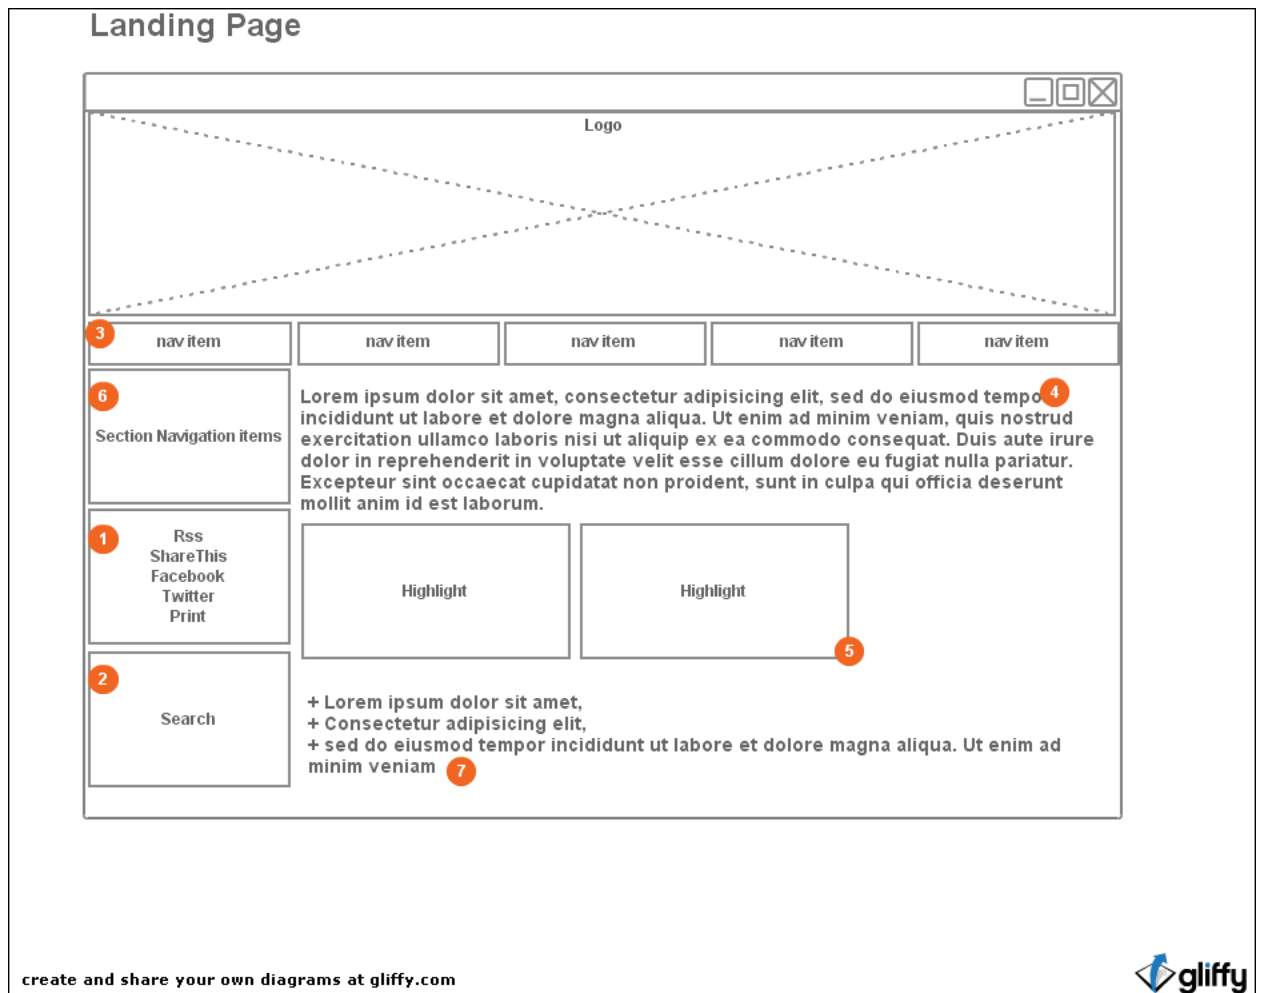 Landing Page
Logo
3
nav item
nav item
nav item
nav item
nav item
6
Section Navigation items
Lorem ipsum dolor sit amet, consectetur adipisicing elit, sed do eiusmod tempo
4
incididunt ut labore et dolore magna aliqua. Ut enim ad minim veniam, quis nostrud
exercitation ullamco laboris nisi ut aliquip ex ea commodo consequat. Duis aute irure
dolor in reprehenderit in voluptate velit esse cillum dolore eu fugiat nulla pariatur.
Excepteur sint occaecat cupidatat non proident, sunt in culpa qui officia deserunt
mollit anim id est laborum.
1
Rss
ShareThis
Facebook
Twitter
Print
Highlight
Highlight
5
2
Search
+ Lorem ipsum dolor sit amet,
+ Consectetur adipisicing elit,
+ sed do eiusmod tempor incididunt ut labore et dolore magna aliqua. Ut enim ad
minim veniam
7
create and share your own diagrams at gliffy.com
gliffy